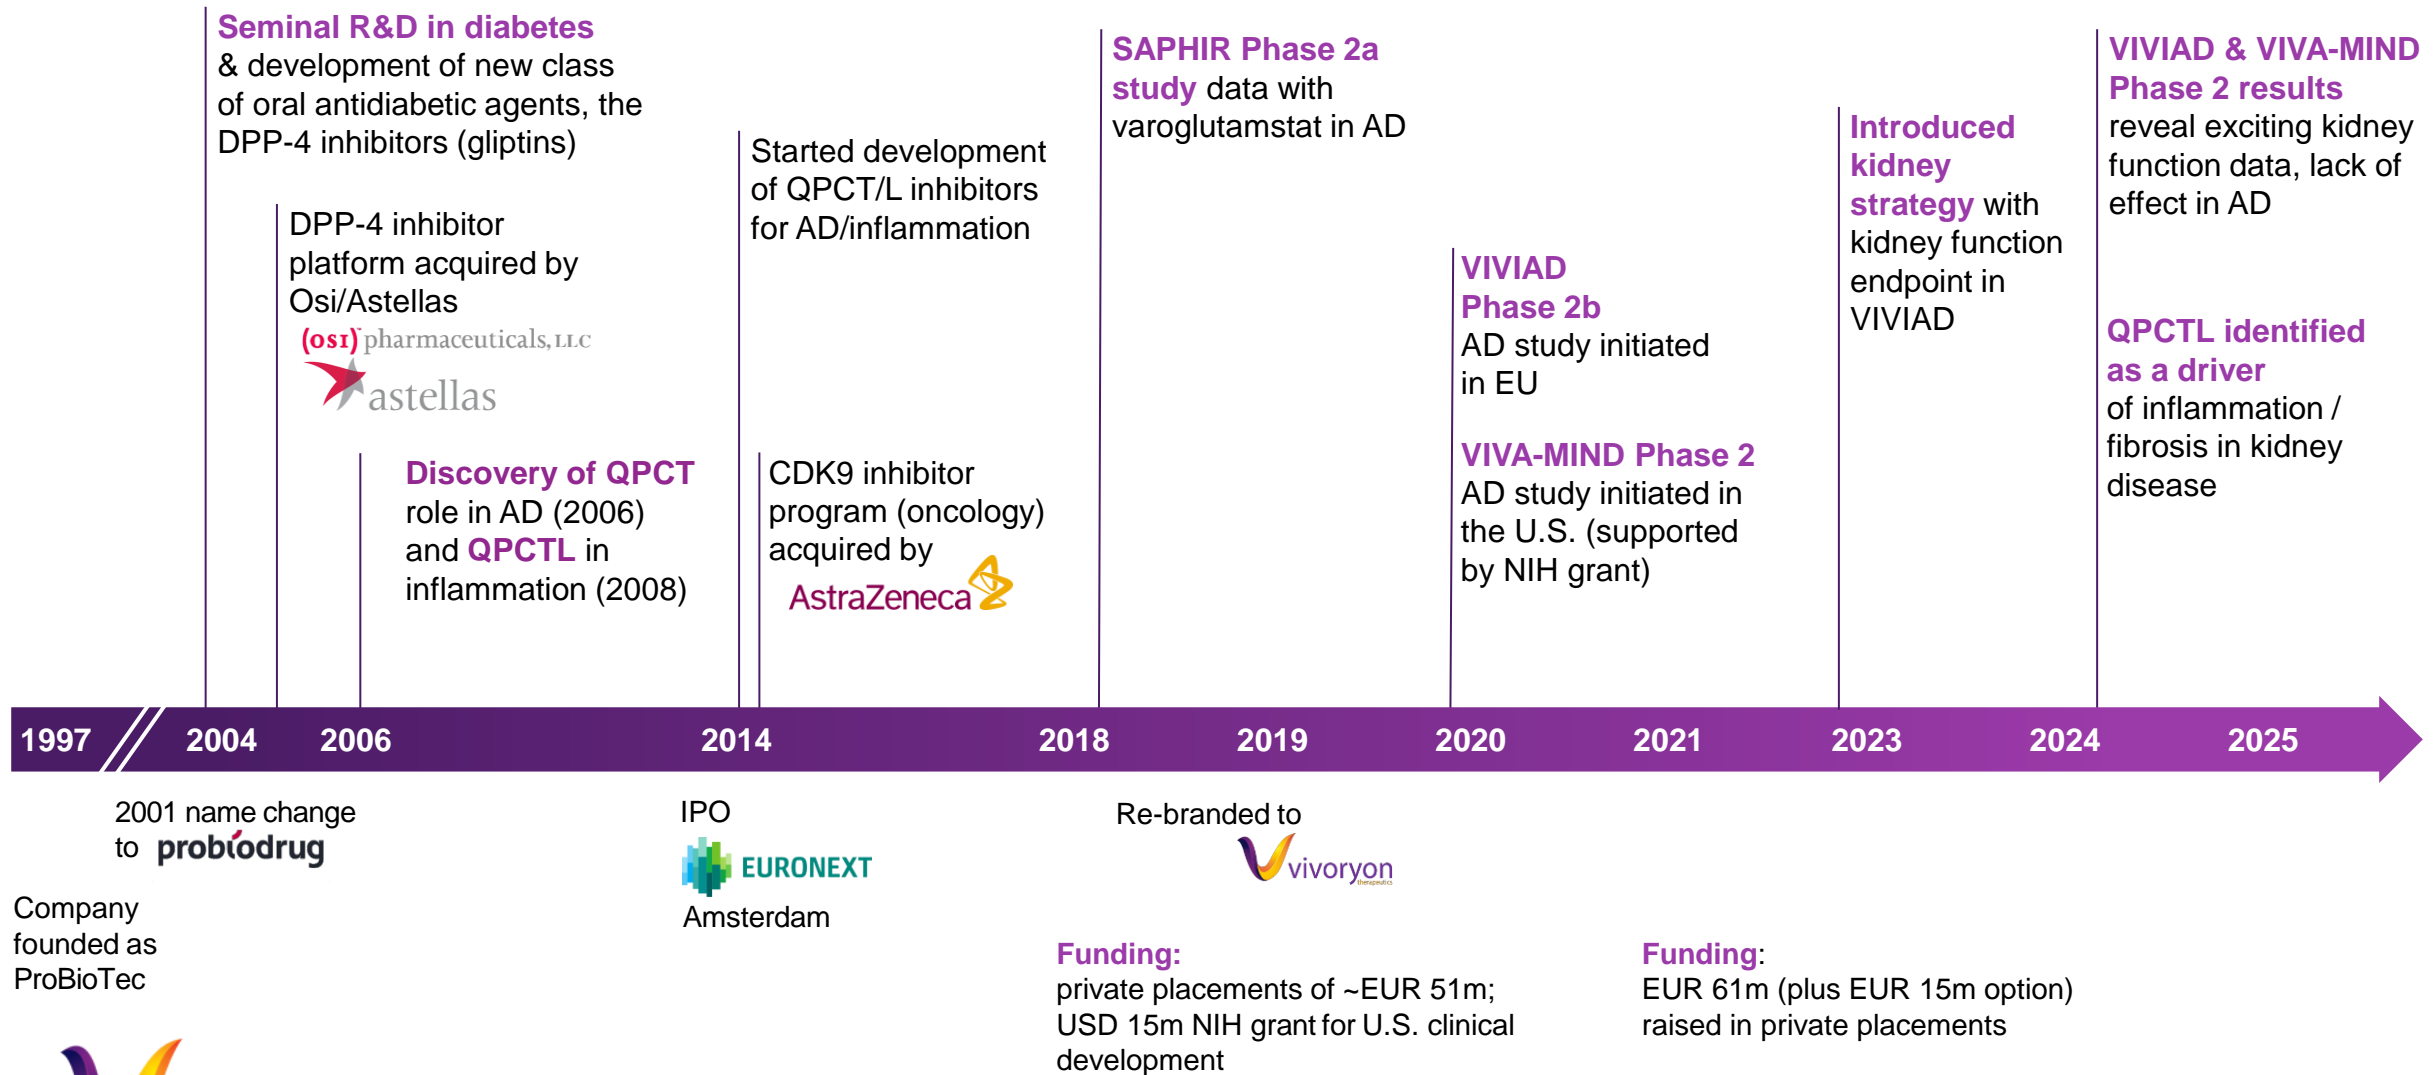 Seminal R&D in diabetes
& development of new class
of oral antidiabetic agents, the
DPP-4 inhibitors (gliptins)
DPP-4 inhibitor
platform acquired by
Osi/Astellas
(osi)™ pharmaceuticals, LLC
astellas
Discovery of QPCT
role in AD (2006)
and QPCTL in
inflammation (2008)
Started development
of QPCT/L inhibitors
for AD/inflammation
CDK9 inhibitor
program (oncology)
acquired by
AstraZeneca
SAPHIR Phase 2a
study data with
varoglutamstat in AD
VIVIAD
Phase 2b
AD study initiated
in EU
VIVA-MIND Phase 2
AD study initiated in
the U.S. (supported
by NIH grant)
Introduced
kidney
strategy with
kidney function
endpoint in
VIVIAD
VIVIAD & VIVA-MIND
Phase 2 results
reveal exciting kidney
function data, lack of
effect in AD
QPCTL identified
as a driver
of inflammation /
fibrosis in kidney
disease
1997 2004 2006 2014 2018 2019 2020 2021 2023 2024 2025
2001 name change
to probiodrug
Company
founded as
ProBioTec
IPO
EURONEXT
Amsterdam
Re-branded to
vivoryon
therapeutics
Funding:
private placements of ~EUR 51m;
USD 15m NIH grant for U.S. clinical
development
Funding:
EUR 61m (plus EUR 15m option)
raised in private placements